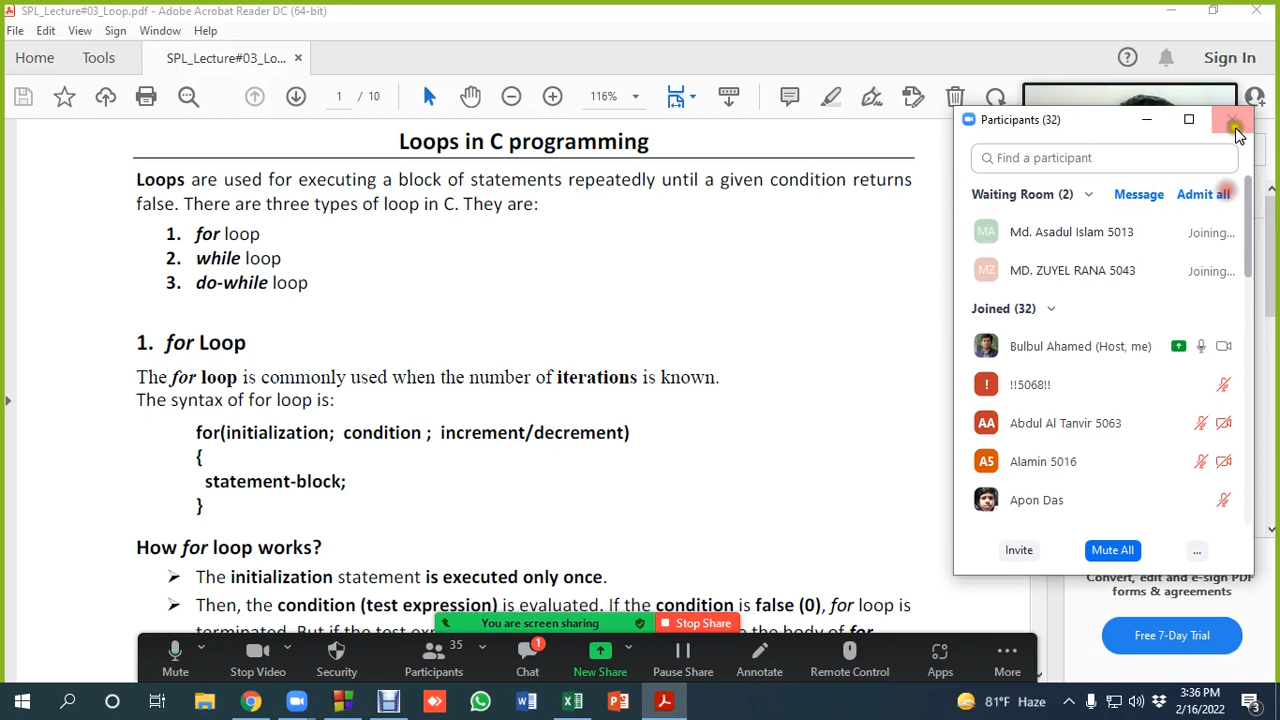 SPL_Lecture#03_Loop.pdf - Adobe Acrobat Reader DC (64-bit)
File Edit View Sign Window Help
Home Tools SPL_Lecture#03_Lo... Sign In
1 / 10 116%
Loops in C programming
Loops are used for executing a block of statements repeatedly until a given condition returns
false. There are three types of loop in C. They are:
1. for loop
2. while loop
3. do-while loop
1. for Loop
The for loop is commonly used when the number of iterations is known.
The syntax of for loop is:
for(initialization; condition ; increment/decrement)
{
statement-block;
}
How for loop works?
The initialization statement is executed only once.
Then, the condition (test expression) is evaluated. If the condition is false (0), for loop is
Participants (32)
Find a participant
Waiting Room (2) Message Admit all
MA Md. Asadul Islam 5013 Joining...
MZ MD. ZUYEL RANA 5043 Joining...
Joined (32)
Bulbul Ahamed (Host, me)
! !!5068!!
AA Abdul Al Tanvir 5063
A5 Alamin 5016
Apon Das
Invite Mute All ...
Convert, edit and e-sign PDF
forms & agreements
Free 7-Day Trial
You are screen sharing Stop Share
Mute Stop Video Security Participants 35 Chat 1 New Share Pause Share Annotate Remote Control Apps More
81°F Haze
3:36 PM
2/16/2022
3